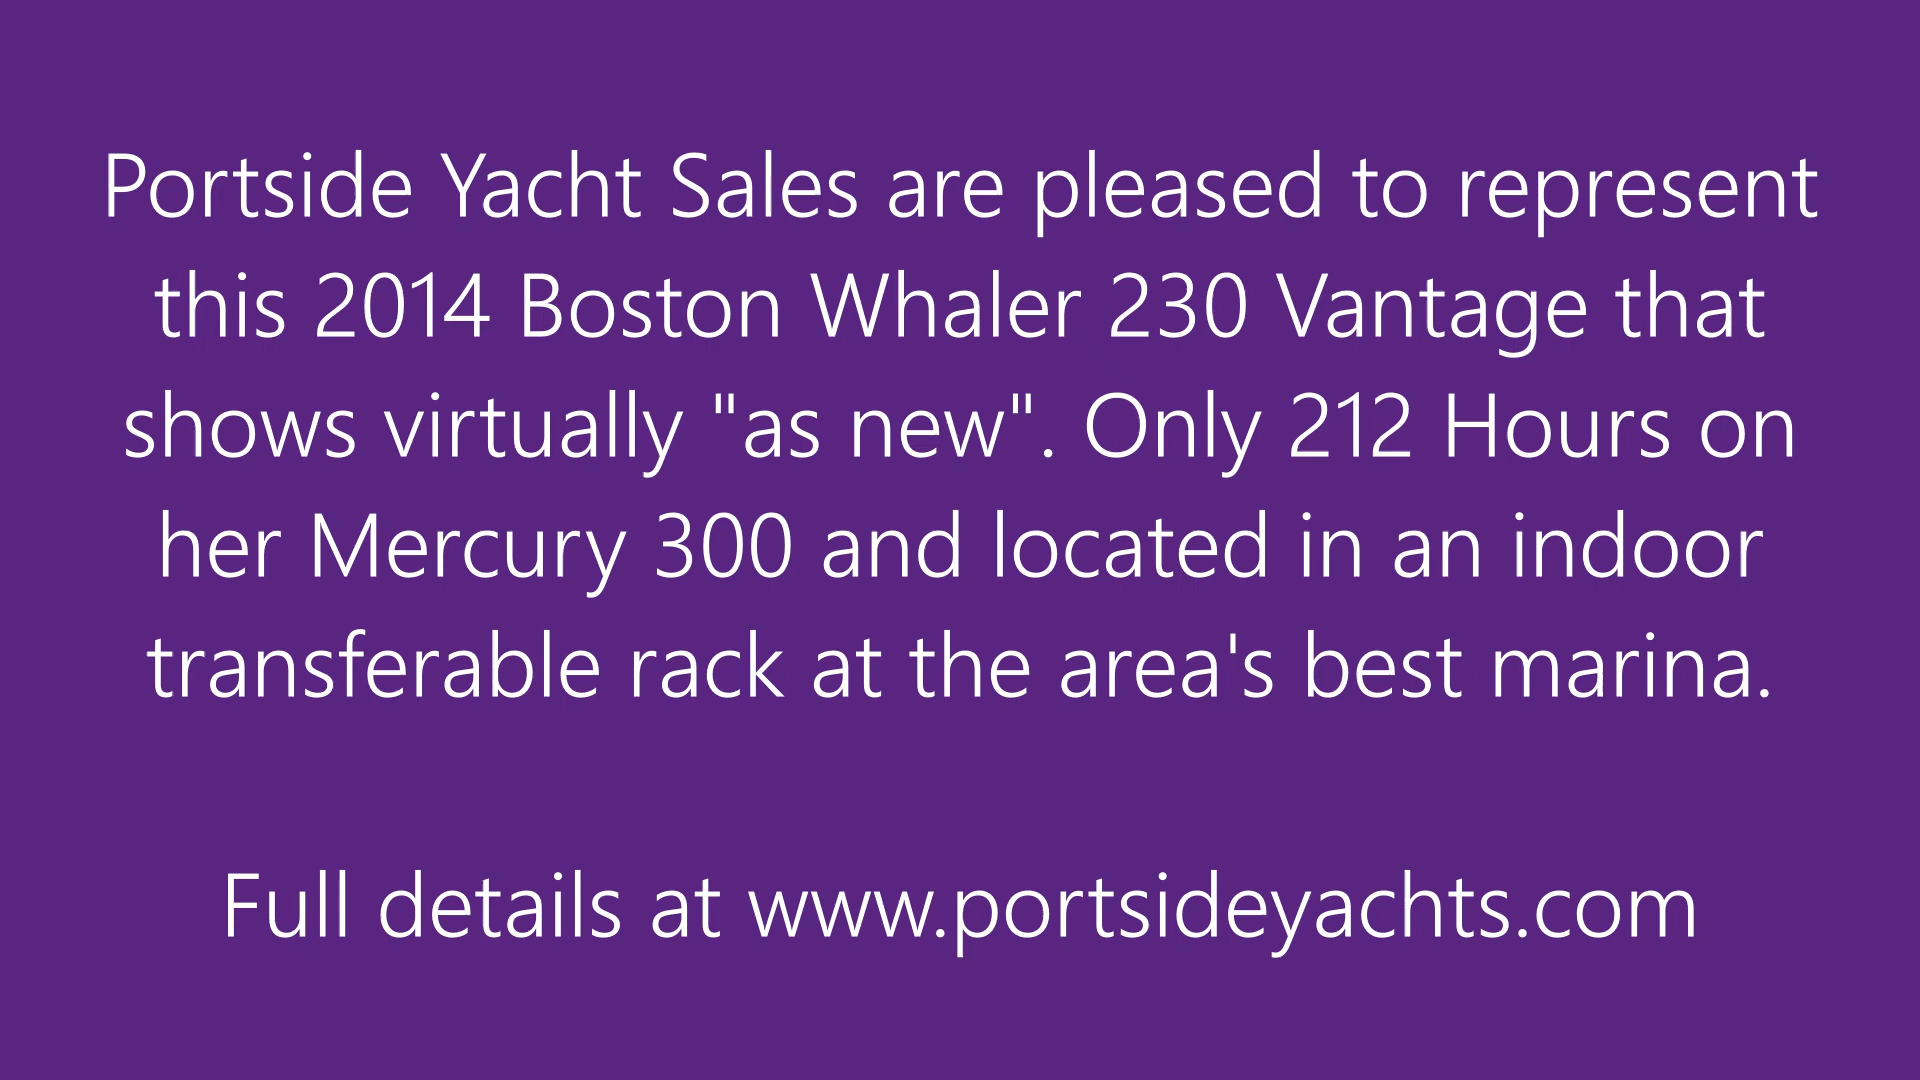 Portside Yacht Sales are pleased to represent
this 2014 Boston Whaler 230 Vantage that
shows virtually "as new". Only 212 Hours on
her Mercury 300 and located in an indoor
transferable rack at the area's best marina.
Full details at www.portsideyachts.com